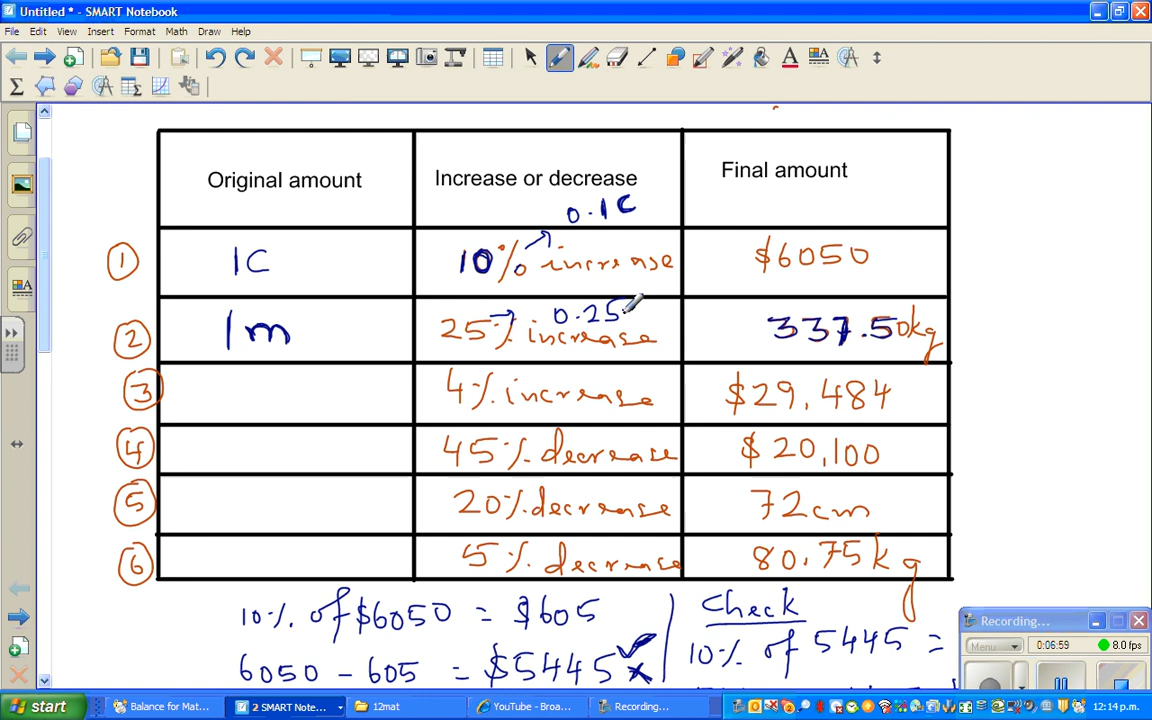 Untitled * - SMART Notebook
File Edit View Insert Format Math Draw Help
Original amount Increase or decrease Final amount
0.1C
① 1C 10% increase $6050
0.25
② 1m 25% increase 337.50kg
③ 4% increase $29,484
④ 45% decrease $20,100
⑤ 20% decrease 72cm
⑥ 5% decrease 80.75kg
10% of $6050 = $605
6050 - 605 = $5445
Check
10% of 5445 =
Recording...
Menu 0:06:59 8.0 fps
start Balance for Mat... 2 SMART Note... 12mat YouTube - Broa... Recording... 12:14 p.m.